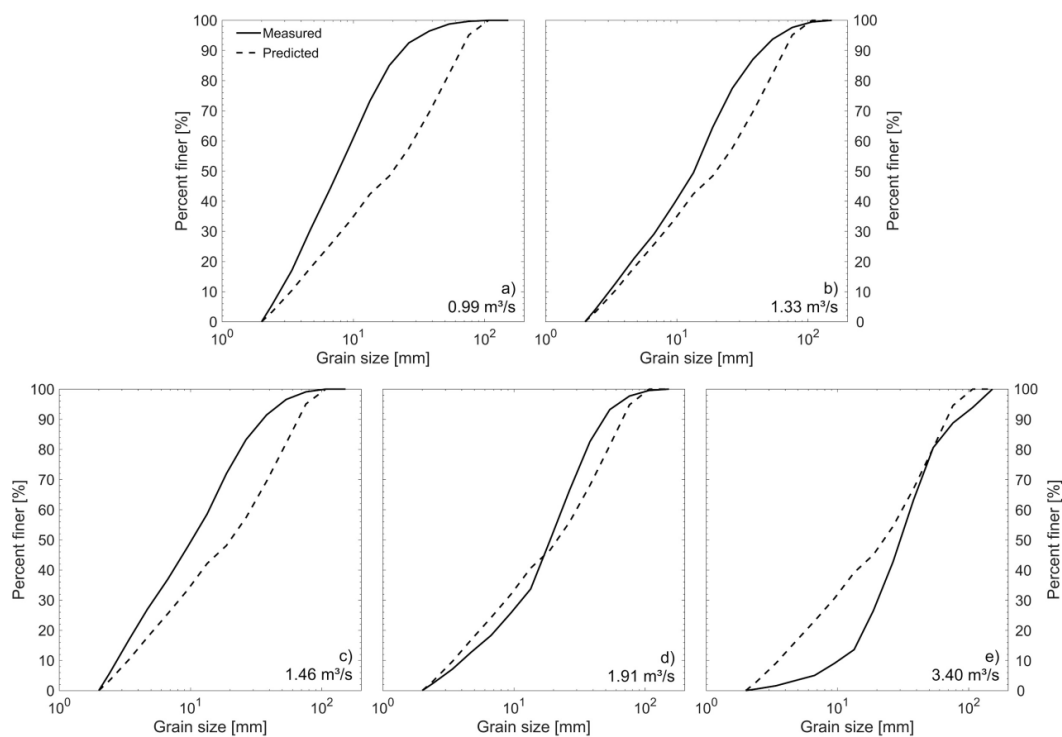 100
90
80
70
60
50
40
30
20
10
0
Percent finer [%]
Measured
Predicted
a)
0.99 m³/s
10⁰
10¹
10²
Grain size [mm]
b)
1.33 m³/s
10⁰
10¹
10²
Grain size [mm]
100
90
80
70
60
50
40
30
20
10
0
Percent finer [%]
100
90
80
70
60
50
40
30
20
10
0
Percent finer [%]
c)
1.46 m³/s
10⁰
10¹
10²
Grain size [mm]
d)
1.91 m³/s
10⁰
10¹
10²
Grain size [mm]
e)
3.40 m³/s
10⁰
10¹
10²
Grain size [mm]
100
90
80
70
60
50
40
30
20
10
0
Percent finer [%]